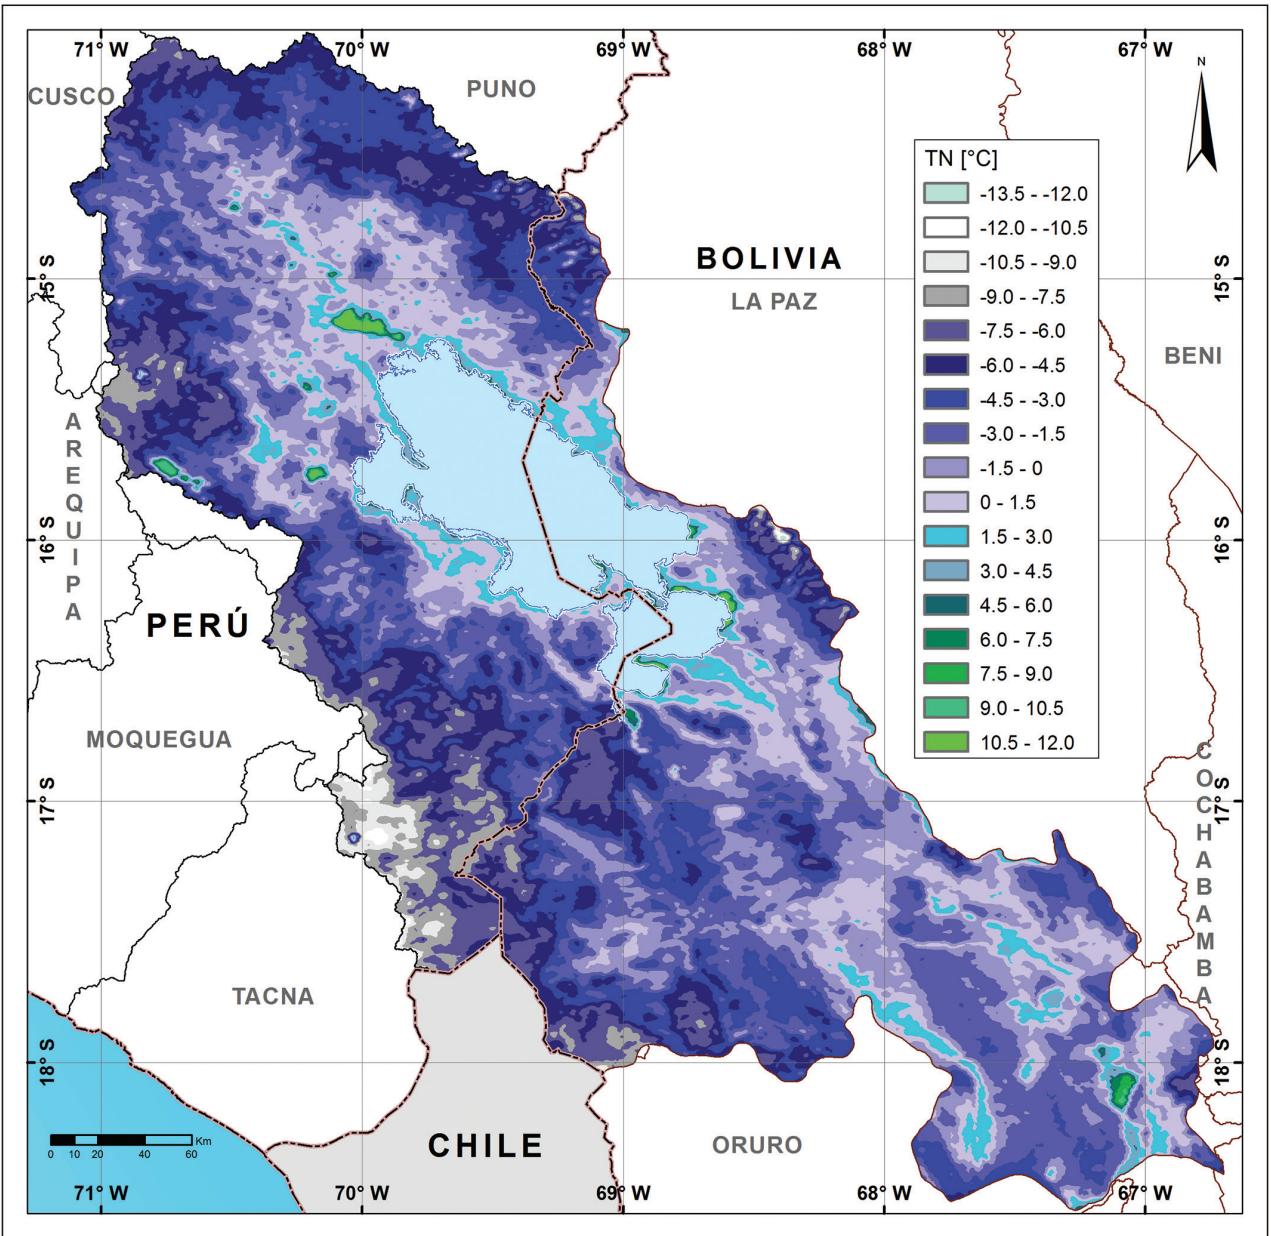 71° W
70° W
69° W
68° W
67° W
N
CUSCO
PUNO
TN [°C]
-13.5 - -12.0
-12.0 - -10.5
-10.5 - -9.0
-9.0 - -7.5
-7.5 - -6.0
-6.0 - -4.5
-4.5 - -3.0
-3.0 - -1.5
-1.5 - 0
0 - 1.5
1.5 - 3.0
3.0 - 4.5
4.5 - 6.0
6.0 - 7.5
7.5 - 9.0
9.0 - 10.5
10.5 - 12.0
BOLIVIA
LA PAZ
15° S
15° S
BENI
AREQUIPA
16° S
16° S
PERÚ
MOQUEGUA
COCHABAMBA
17° S
17° S
TACNA
18° S
18° S
CHILE
ORURO
Km
0 10 20 40 60
71° W
70° W
69° W
68° W
67° W